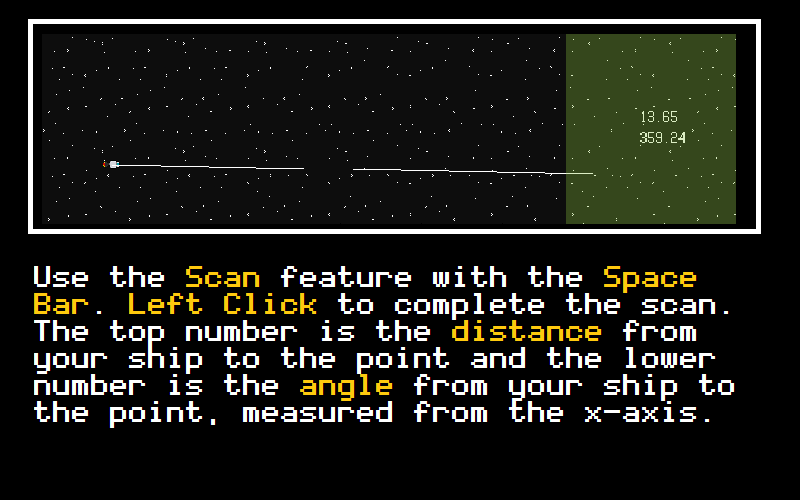 13.65
359.24
Use the Scan feature with the Space
Bar. Left Click to complete the scan.
The top number is the distance from
your ship to the point and the lower
number is the angle from your ship to
the point, measured from the x-axis.